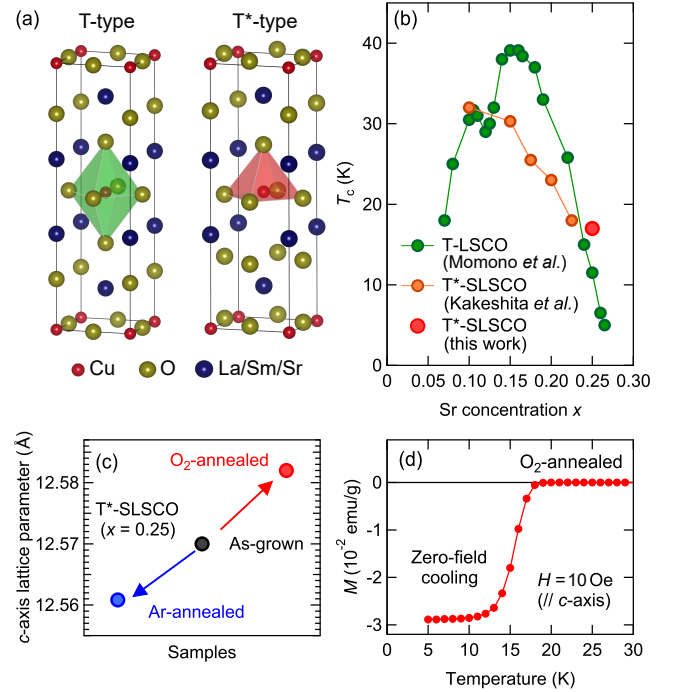 (a)
T-type
T*-type
Cu
O
La/Sm/Sr
(b)
40
30
20
10
0
T_c (K)
T-LSCO
(Momono et al.)
T*-SLSCO
(Kakeshita et al.)
T*-SLSCO
(this work)
0
0.05
0.10
0.15
0.20
0.25
0.30
Sr concentration x
(c)
c-axis lattice parameter (Å)
12.58
12.57
12.56
O₂-annealed
T*-SLSCO
(x = 0.25)
As-grown
Ar-annealed
Samples
(d)
O₂-annealed
M (10⁻² emu/g)
0
-1
-2
-3
Zero-field
cooling
H = 10 Oe
(// c-axis)
0
5
10
15
20
25
30
Temperature (K)